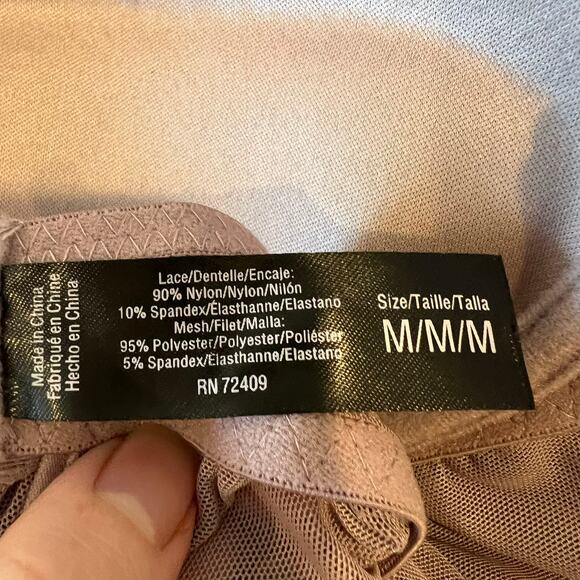 Made in China
Fabriqué en Chine
Hecho en China
Lace/Dentelle/Encaje:
90% Nylon/Nylon/Nilón
10% Spandex/Élasthanne/Elastano
Mesh/Filet/Malla:
95% Polyester/Polyester/Poliéster
5% Spandex/Élasthanne/Elastano
RN 72409
Size/Taille/Talla
M/M/M